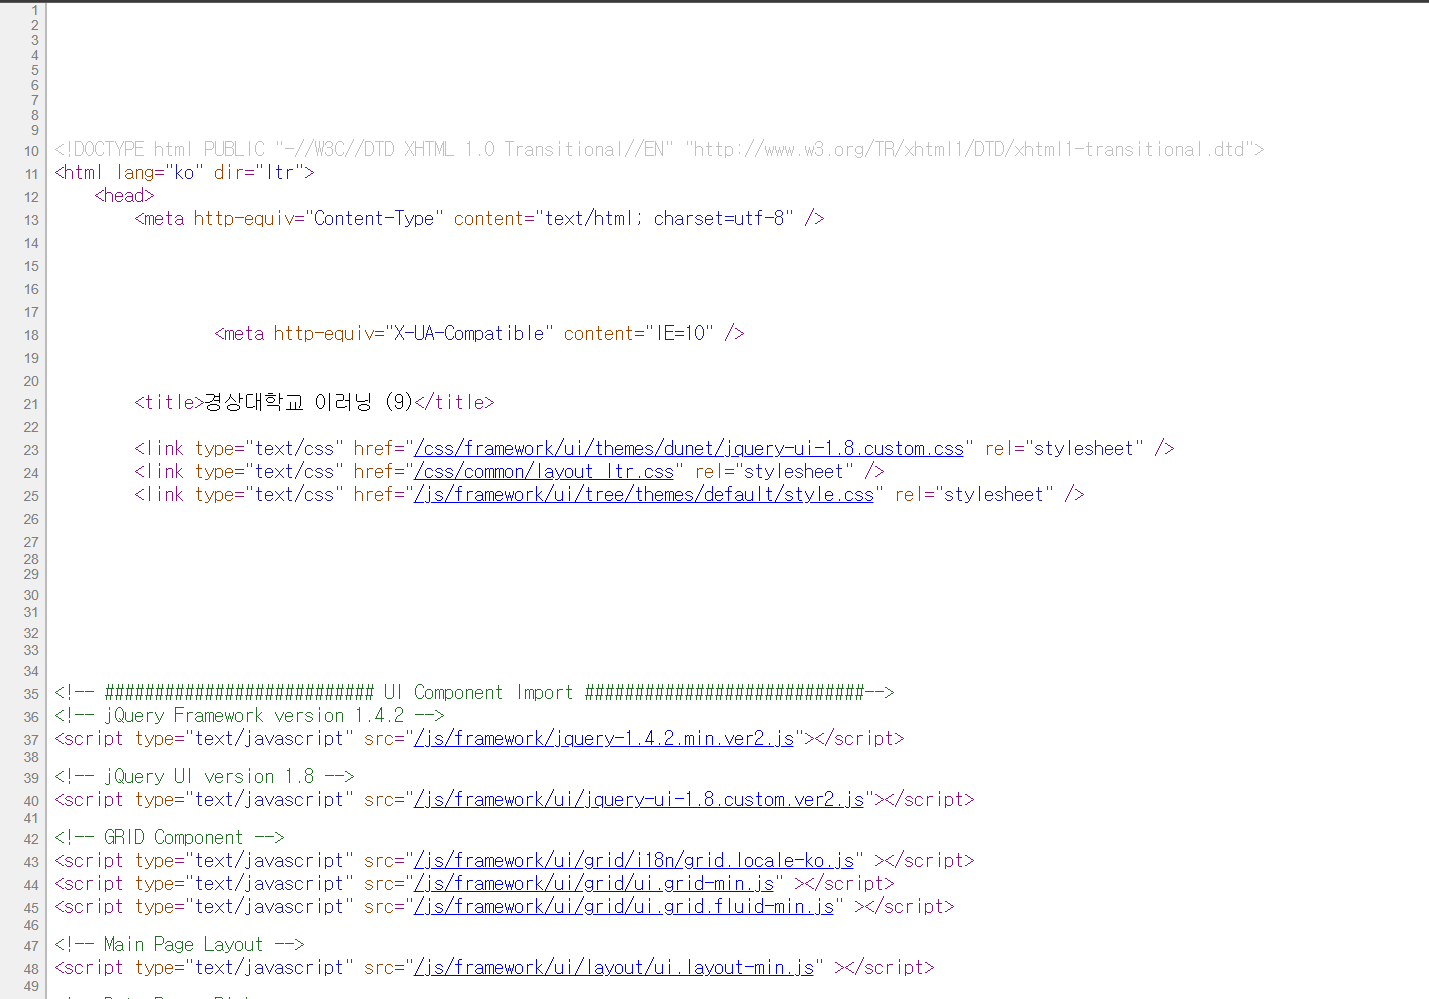 1
2
3
4
5
6
7
8
9
10 <!DOCTYPE html PUBLIC "-//W3C//DTD XHTML 1.0 Transitional//EN" "http://www.w3.org/TR/xhtml1/DTD/xhtml1-transitional.dtd">
11 <html lang="ko" dir="ltr">
12 <head>
13 <meta http-equiv="Content-Type" content="text/html; charset=utf-8" />
14
15
16
17
18 <meta http-equiv="X-UA-Compatible" content="IE=10" />
19
20
21 <title>경상대학교 이러닝 (9)</title>
22
23 <link type="text/css" href="/css/framework/ui/themes/dunet/jquery-ui-1.8.custom.css" rel="stylesheet" />
24 <link type="text/css" href="/css/common/layout_ltr.css" rel="stylesheet" />
25 <link type="text/css" href="/js/framework/ui/tree/themes/default/style.css" rel="stylesheet" />
26
27
28
29
30
31
32
33
34
35 <!-- ########################### UI Component Import ############################-->
36 <!-- jQuery Framework version 1.4.2 -->
37 <script type="text/javascript" src="/js/framework/jquery-1.4.2.min.ver2.js"></script>
38
39 <!-- jQuery UI version 1.8 -->
40 <script type="text/javascript" src="/js/framework/ui/jquery-ui-1.8.custom.ver2.js"></script>
41
42 <!-- GRID Component -->
43 <script type="text/javascript" src="/js/framework/ui/grid/i18n/grid.locale-ko.js" ></script>
44 <script type="text/javascript" src="/js/framework/ui/grid/ui.grid-min.js" ></script>
45 <script type="text/javascript" src="/js/framework/ui/grid/ui.grid.fluid-min.js" ></script>
46
47 <!-- Main Page Layout -->
48 <script type="text/javascript" src="/js/framework/ui/layout/ui.layout-min.js" ></script>
49